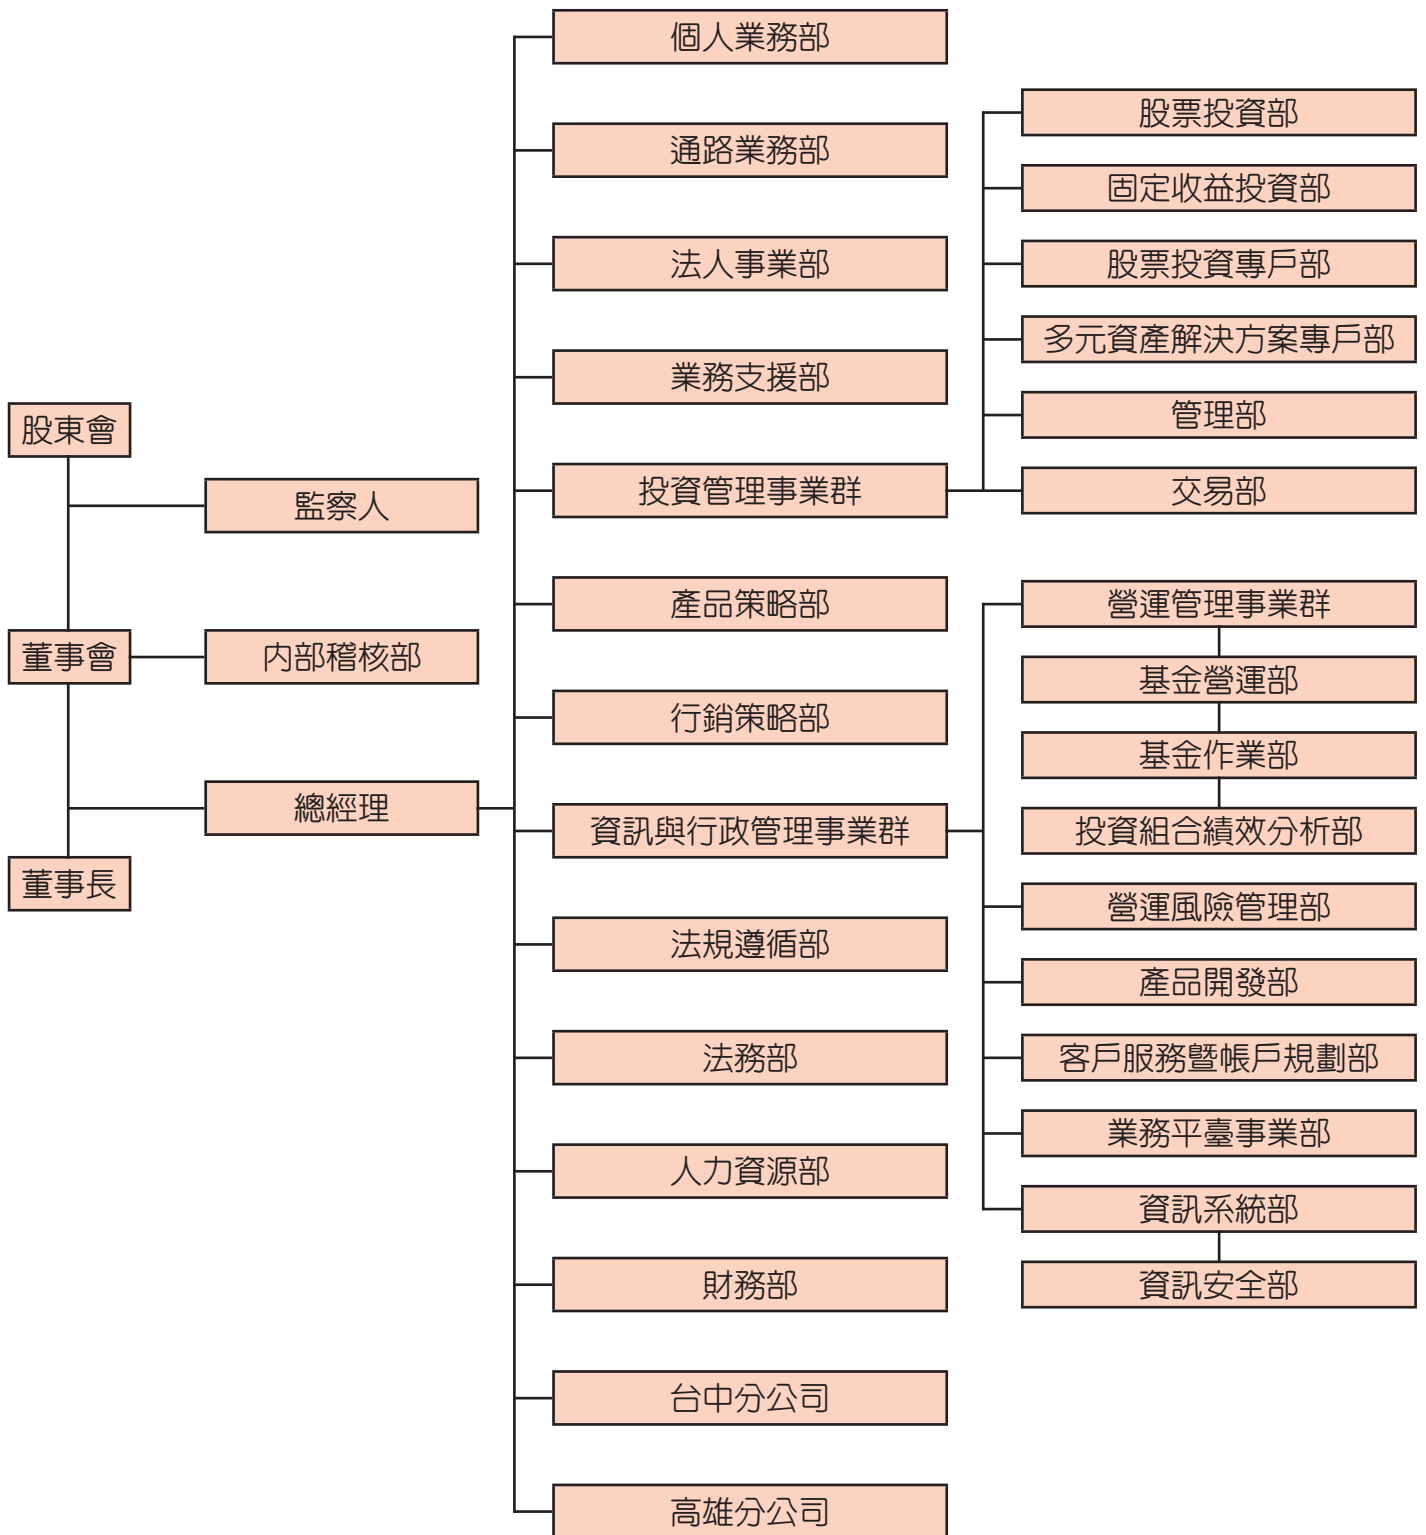 股東會
監察人
董事會
內部稽核部
總經理
董事長
個人業務部
通路業務部
法人事業部
業務支援部
投資管理事業群
產品策略部
行銷策略部
資訊與行政管理事業群
法規遵循部
法務部
人力資源部
財務部
台中分公司
高雄分公司
股票投資部
固定收益投資部
股票投資專戶部
多元資產解決方案專戶部
管理部
交易部
營運管理事業群
基金營運部
基金作業部
投資組合績效分析部
營運風險管理部
產品開發部
客戶服務暨帳戶規劃部
業務平臺事業部
資訊系統部
資訊安全部